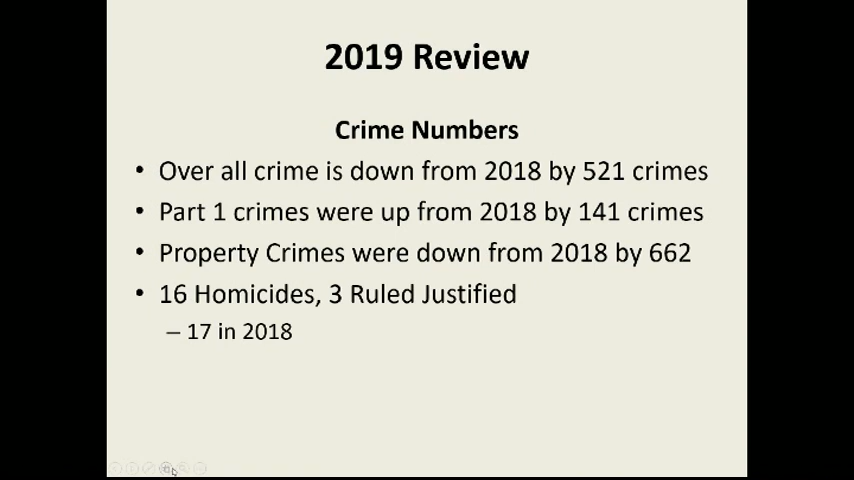 2019 Review
Crime Numbers
• Over all crime is down from 2018 by 521 crimes
• Part 1 crimes were up from 2018 by 141 crimes
• Property Crimes were down from 2018 by 662
• 16 Homicides, 3 Ruled Justified
– 17 in 2018